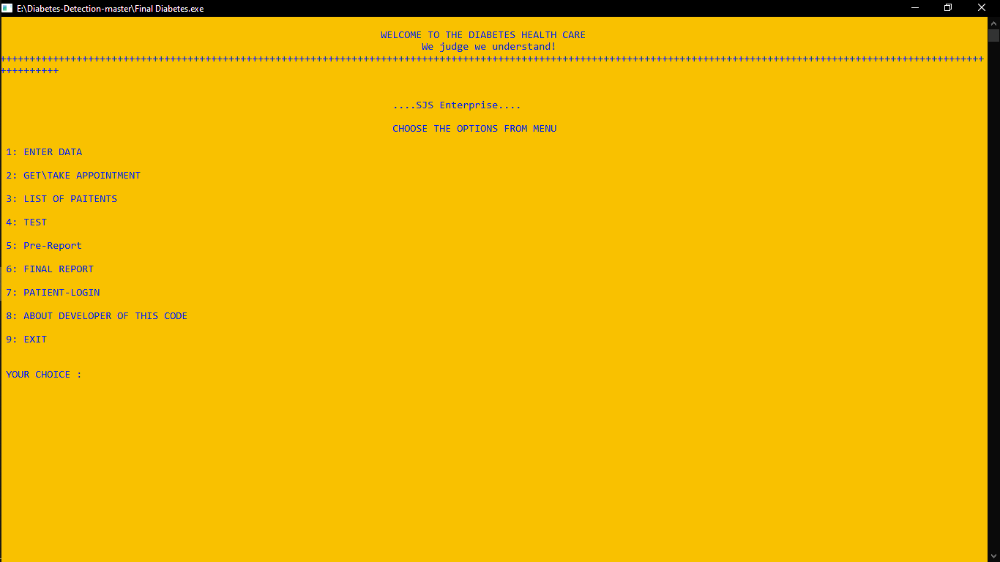 E:\Diabetes-Detection-master\Final Diabetes.exe
WELCOME TO THE DIABETES HEALTH CARE
We judge we understand!
++++++++++++++++++++++++++++++++++++++++++++++++++++++++++++++++++++++++++++++++++++++++++++++++++++++++++++++++++++++++++++++++++++++++++++++++++++++++++++++++++++++++
++++++++++
....SJS Enterprise....
CHOOSE THE OPTIONS FROM MENU
1: ENTER DATA
2: GET\TAKE APPOINTMENT
3: LIST OF PAITENTS
4: TEST
5: Pre-Report
6: FINAL REPORT
7: PATIENT-LOGIN
8: ABOUT DEVELOPER OF THIS CODE
9: EXIT
YOUR CHOICE :